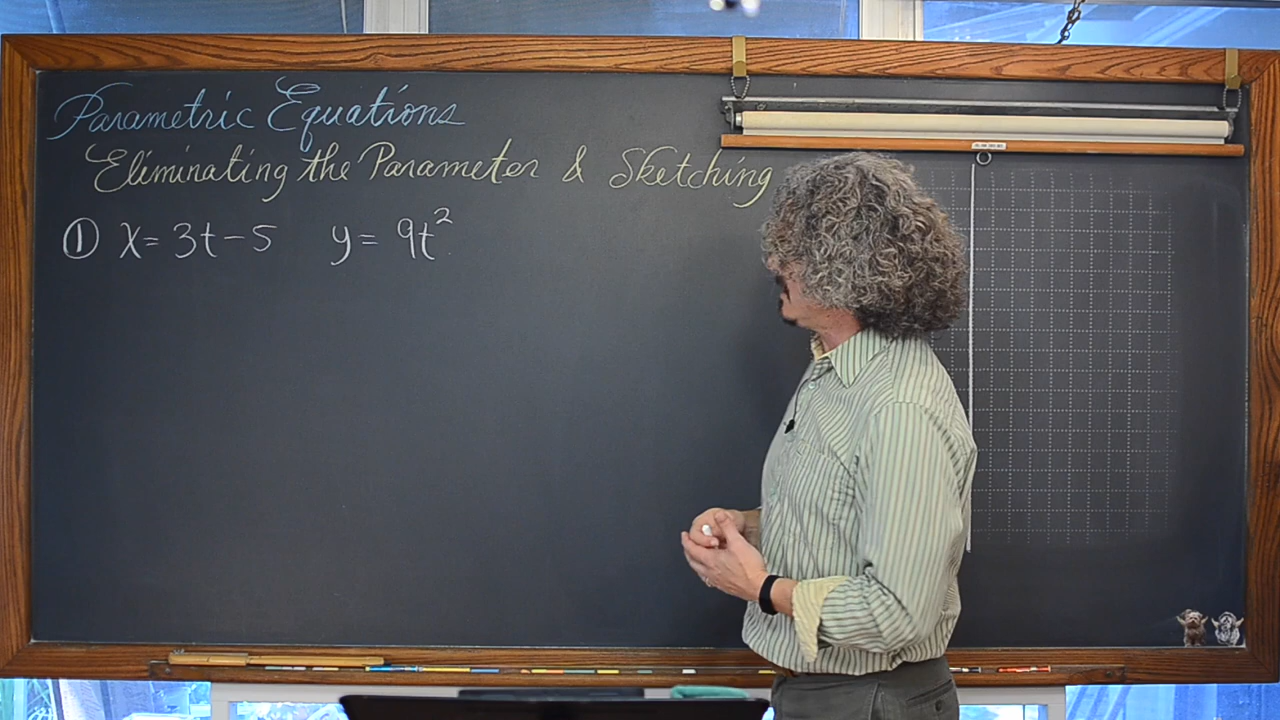 Parametric Equations
Eliminating the Parameter & Sketching
① x = 3t - 5 y = 9t²